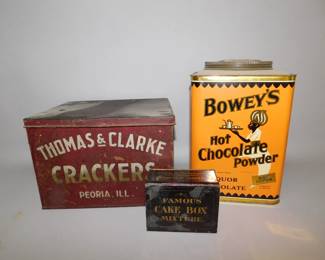 THOMAS & CLARKE
CRACKERS
PEORIA, ILL.
FAMOUS
CAKE BOX
MIXTURE
BOWEY'S
Hot
Chocolate
Powder